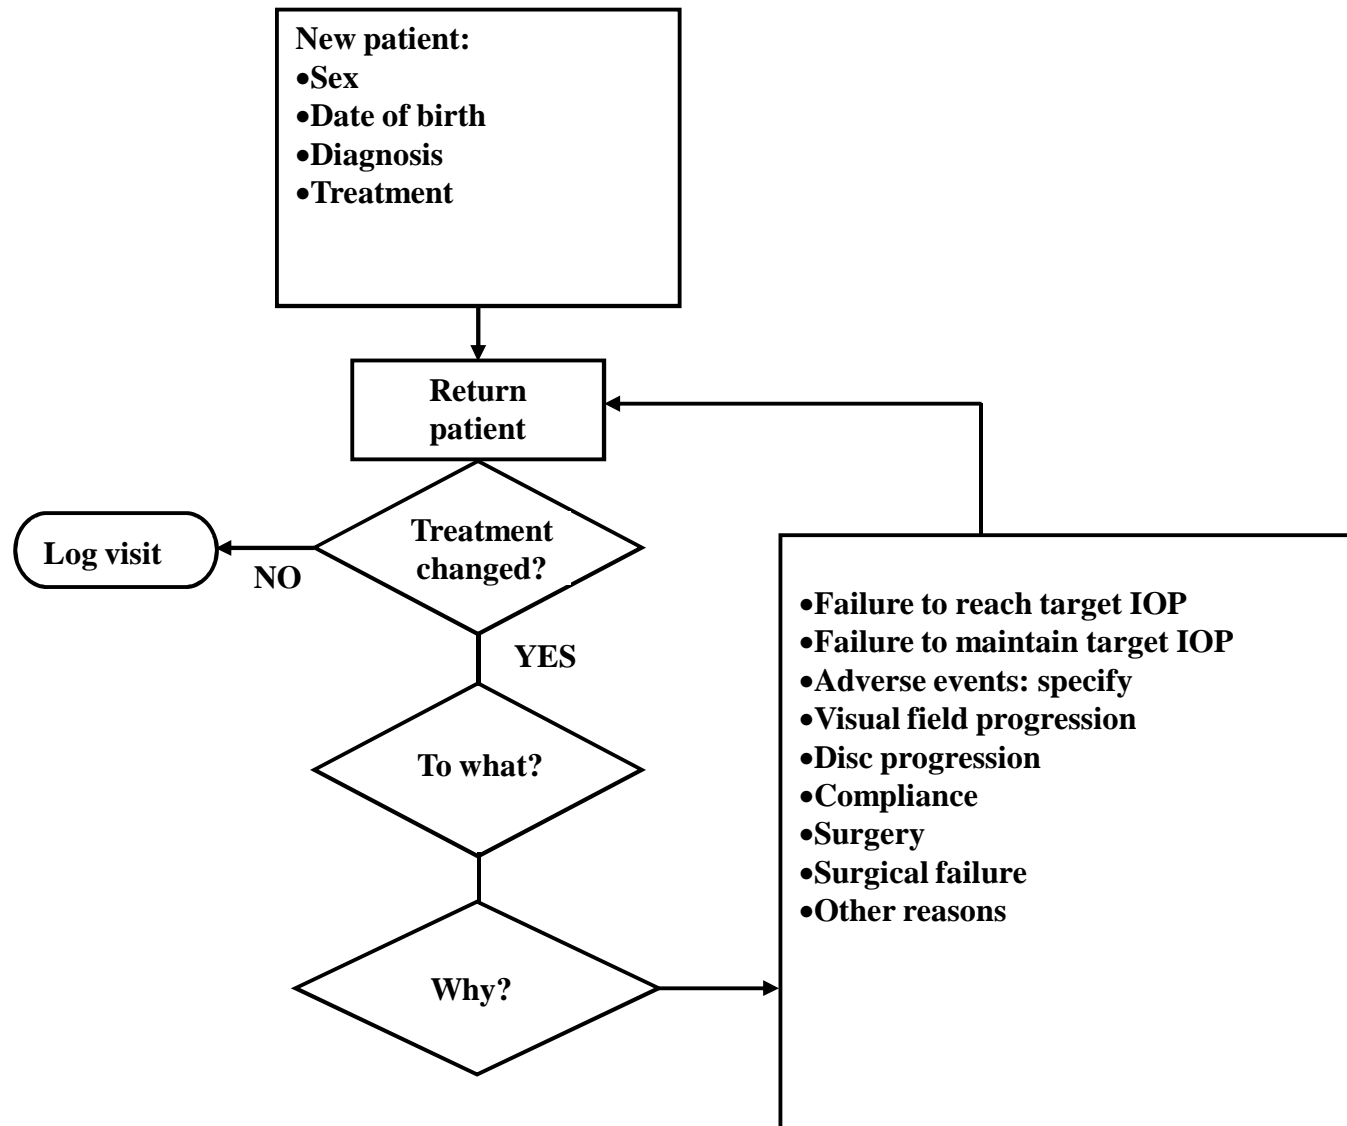 New patient:
•Sex
•Date of birth
•Diagnosis
•Treatment
Return
patient
Treatment
changed?
Log visit
NO
YES
To what?
Why?
•Failure to reach target IOP
•Failure to maintain target IOP
•Adverse events: specify
•Visual field progression
•Disc progression
•Compliance
•Surgery
•Surgical failure
•Other reasons